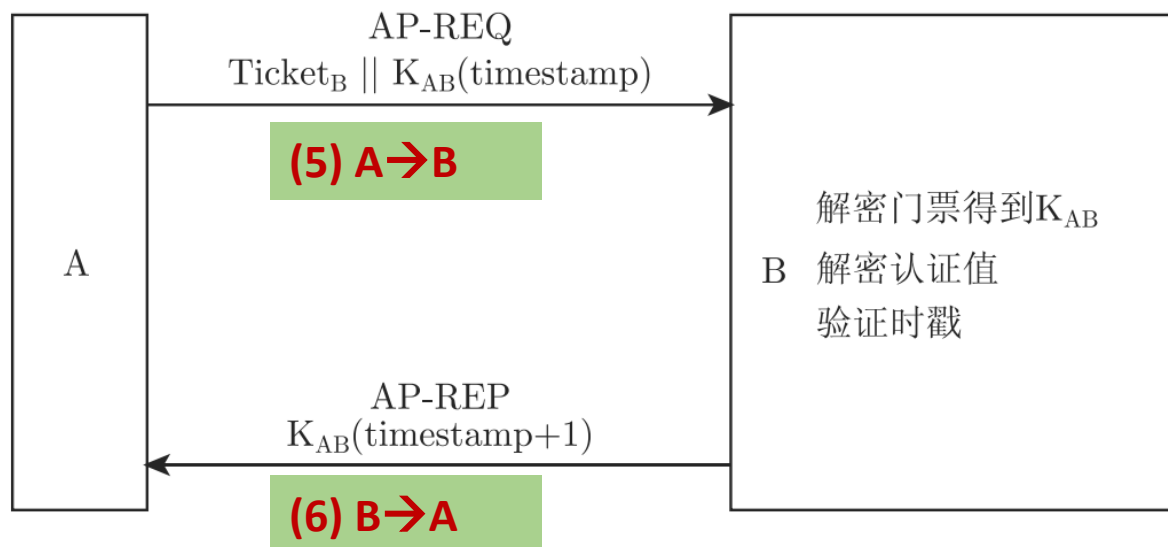 AP-REQ
Ticket_B || K_AB(timestamp)
(5) A→B
A
解密门票得到K_AB
B 解密认证值
验证时戳
AP-REP
K_AB(timestamp+1)
(6) B→A